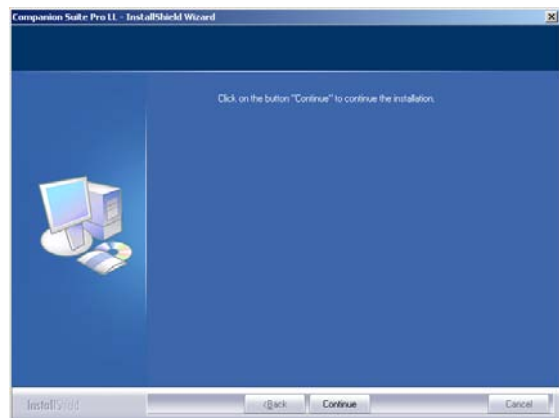 Companion Suite Pro LL - InstallShield Wizard
Click on the button "Continue" to continue the installation.
InstallShield
< Back
Continue
Cancel